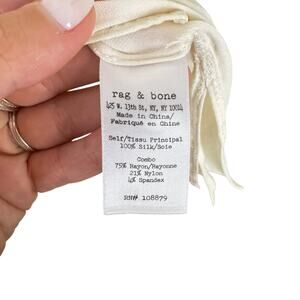 rag & bone
425 W. 13th St, NY, NY 10014
Made in China/
Fabriqué en Chine
Self/Tissu Principal
100% Silk/Soie
Combo
75% Rayon/Rayonne
21% Nylon
4% Spandex
RN# 108879